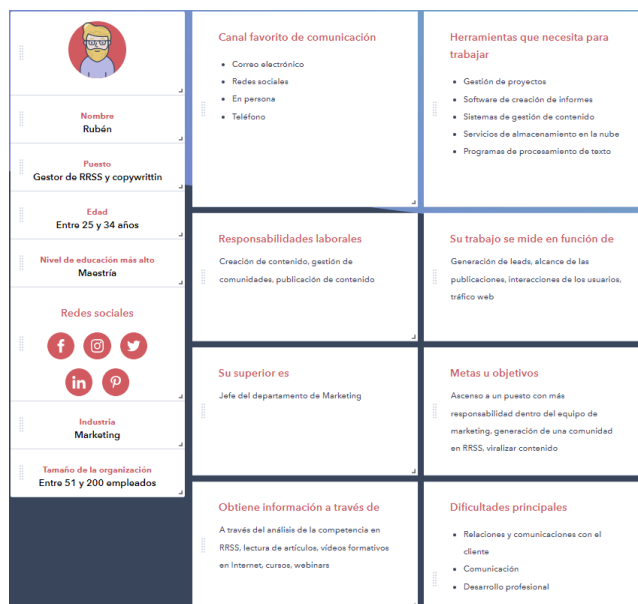 Nombre
Rubén
Puesto
Gestor de RRSS y copywrittin
Edad
Entre 25 y 34 años
Nivel de educación más alto
Maestría
Redes sociales
Industria
Marketing
Tamaño de la organización
Entre 51 y 200 empleados
Canal favorito de comunicación
Correo electrónico
Redes sociales
En persona
Teléfono
Herramientas que necesita para
trabajar
Gestión de proyectos
Software de creación de informes
Sistemas de gestión de contenido
Servicios de almacenamiento en la nube
Programas de procesamiento de texto
Responsabilidades laborales
Creación de contenido, gestión de
comunidades, publicación de contenido
Su trabajo se mide en función de
Generación de leads, alcance de las
publicaciones, interacciones de los usuarios,
tráfico web
Su superior es
Jefe del departamento de Marketing
Metas u objetivos
Ascenso a un puesto con más
responsabilidad dentro del equipo de
marketing, generación de una comunidad
en RRSS, viralizar contenido
Obtiene información a través de
A través del análisis de la competencia en
RRSS, lectura de artículos, vídeos formativos
en Internet, cursos, webinars
Dificultades principales
Relaciones y comunicaciones con el
cliente
Comunicación
Desarrollo profesional